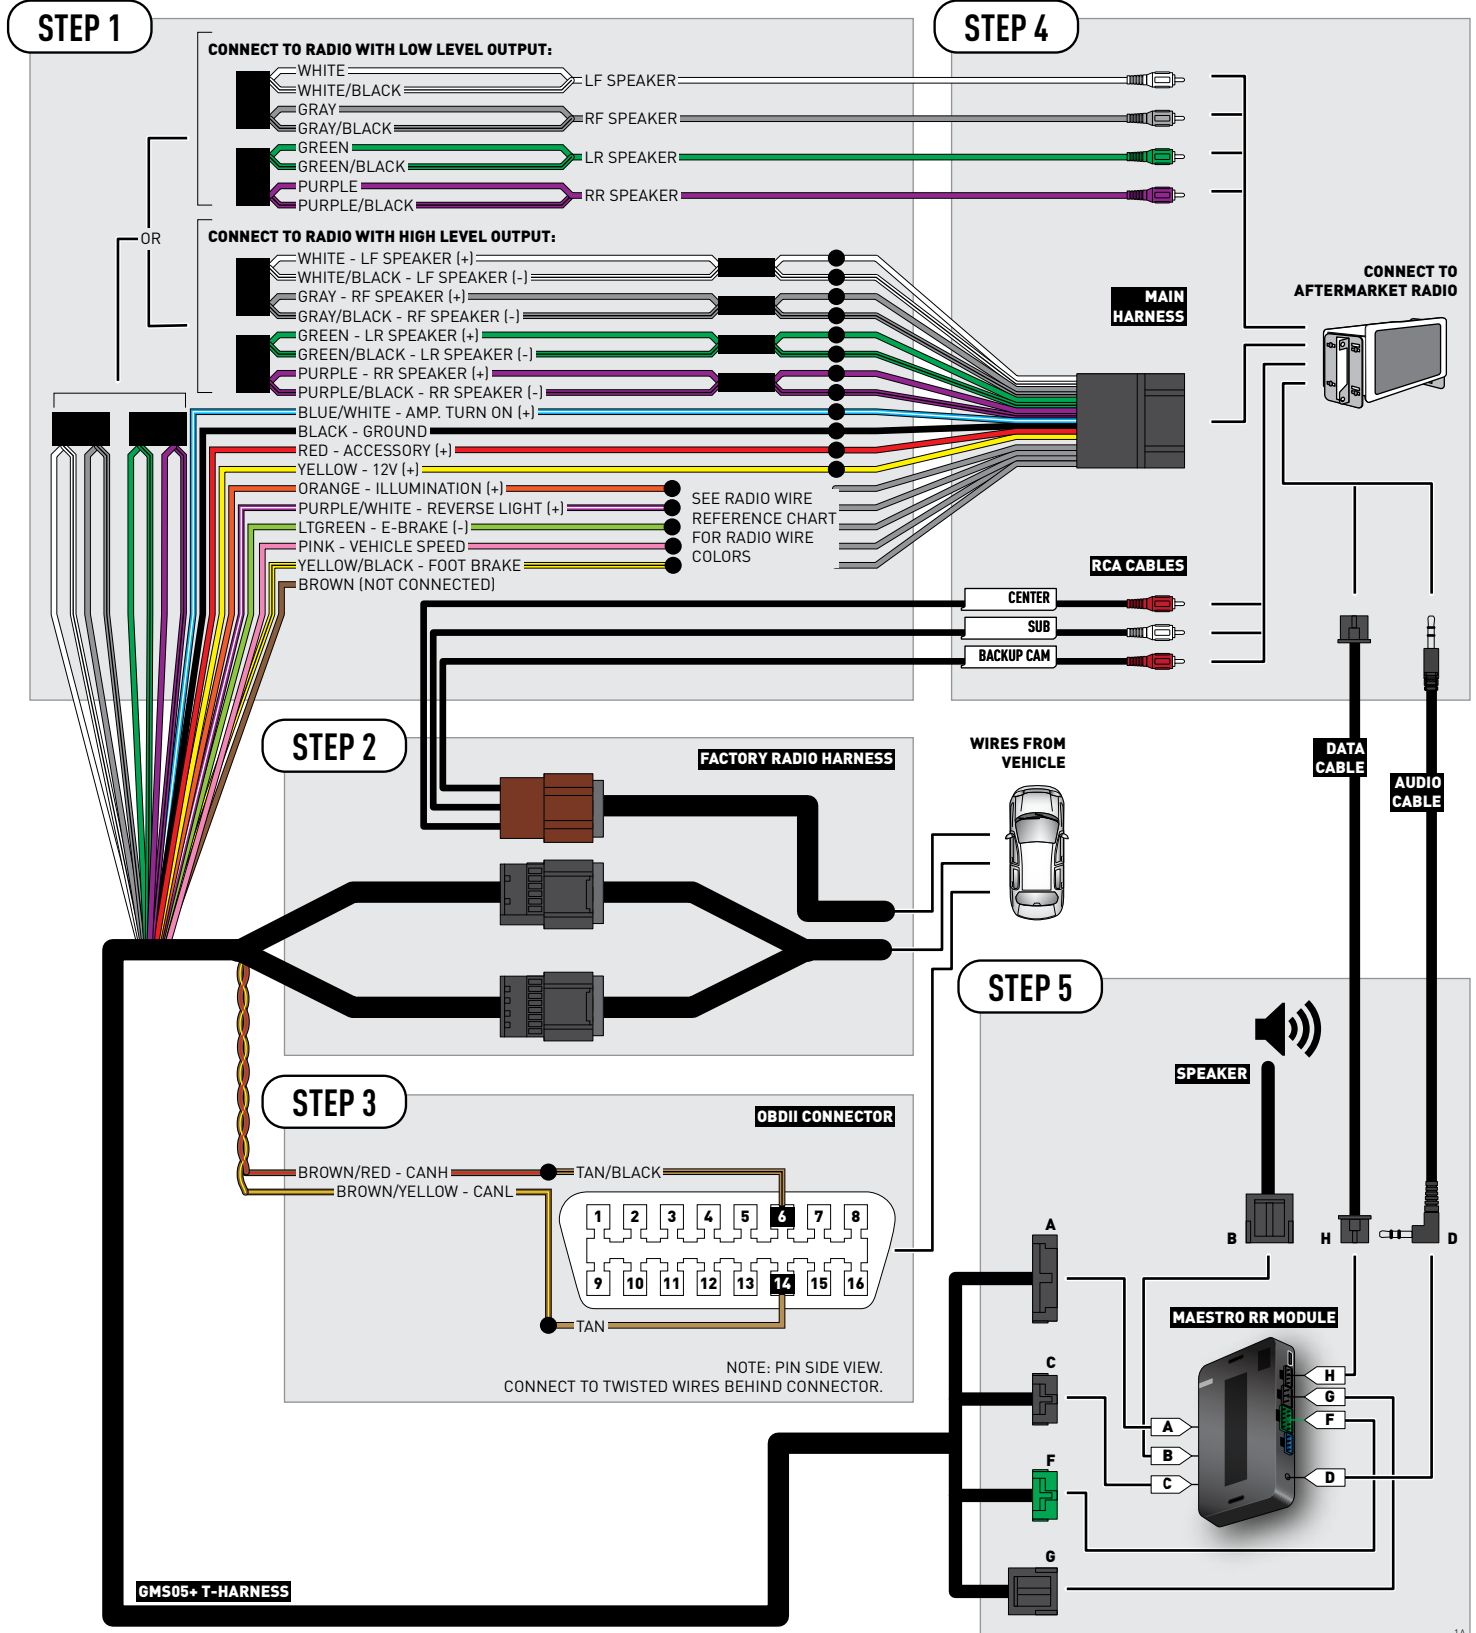 STEP 1
CONNECT TO RADIO WITH LOW LEVEL OUTPUT:
WHITE
WHITE/BLACK
LF SPEAKER
GRAY
GRAY/BLACK
RF SPEAKER
GREEN
GREEN/BLACK
LR SPEAKER
PURPLE
PURPLE/BLACK
RR SPEAKER
OR
CONNECT TO RADIO WITH HIGH LEVEL OUTPUT:
WHITE - LF SPEAKER (+)
WHITE/BLACK - LF SPEAKER (-)
GRAY - RF SPEAKER (+)
GRAY/BLACK - RF SPEAKER (-)
GREEN - LR SPEAKER (+)
GREEN/BLACK - LR SPEAKER (-)
PURPLE - RR SPEAKER (+)
PURPLE/BLACK - RR SPEAKER (-)
BLUE/WHITE - AMP. TURN ON (+)
BLACK - GROUND
RED - ACCESSORY (+)
YELLOW - 12V (+)
ORANGE - ILLUMINATION (+)
PURPLE/WHITE - REVERSE LIGHT (+)
LTGREEN - E-BRAKE (-)
PINK - VEHICLE SPEED
YELLOW/BLACK - FOOT BRAKE
BROWN (NOT CONNECTED)
SEE RADIO WIRE
REFERENCE CHART
FOR RADIO WIRE
COLORS
STEP 4
CONNECT TO
AFTERMARKET RADIO
MAIN
HARNESS
RCA CABLES
CENTER
SUB
BACKUP CAM
DATA
CABLE
AUDIO
CABLE
STEP 2
FACTORY RADIO HARNESS
WIRES FROM
VEHICLE
STEP 3
OBDII CONNECTOR
BROWN/RED - CANH
TAN/BLACK
BROWN/YELLOW - CANL
1 2 3 4 5 6 7 8
9 10 11 12 13 14 15 16
TAN
NOTE: PIN SIDE VIEW.
CONNECT TO TWISTED WIRES BEHIND CONNECTOR.
STEP 5
SPEAKER
A
B
H
D
MAESTRO RR MODULE
C
H
G
F
A
B
C
D
F
G
GMS05+ T-HARNESS
1A